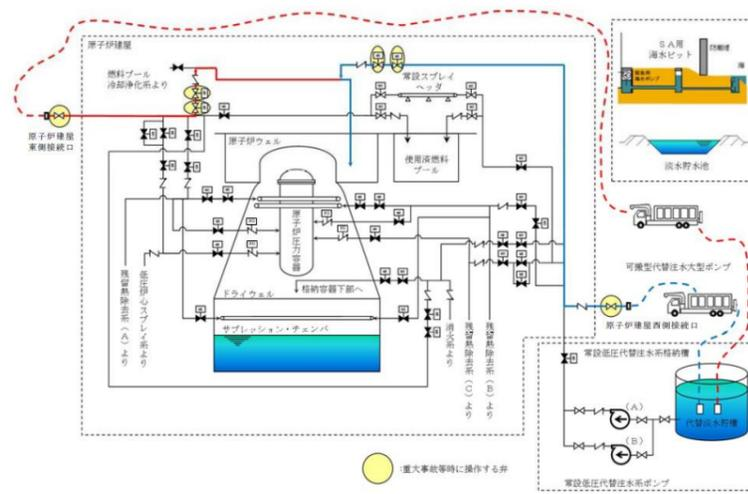 原子炉建屋
燃料プール
冷却浄化系より
常設スプレイ
ヘッダ
SA用
海水ピット
防潮堤
海
緊急用
海水ポンプ
淡水貯水池
原子炉建屋
東側接続口
原子炉ウェル
使用済燃料
プール
原子炉圧力容器
格納容器下部へ
ドライウェル
サプレッション・チェンバ
残留熱除去系(A)より
低圧炉心スプレイ系より
消火系より
残留熱除去系(C)より
残留熱除去系(B)より
可搬型代替注水大型ポンプ
原子炉建屋西側接続口
常設低圧代替注水系格納槽
(A)
(B)
代替淡水貯槽
常設低圧代替注水系ポンプ
:重大事故等時に操作する弁